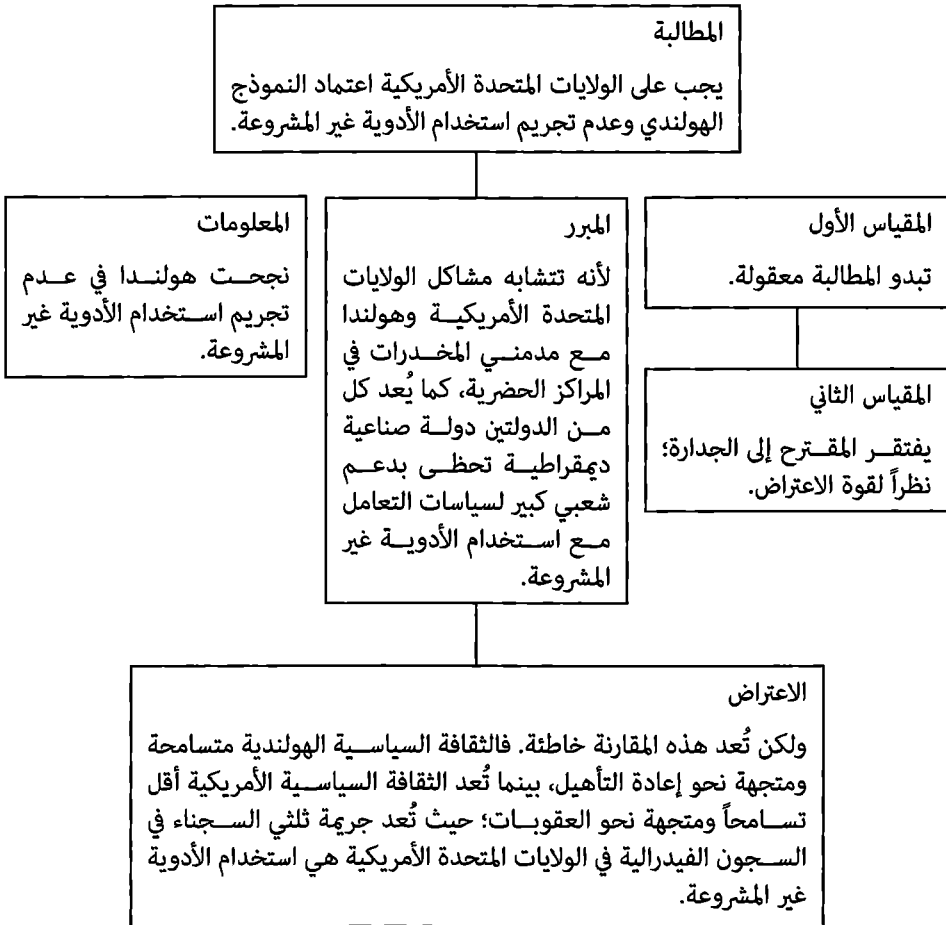 المطالبة
يجب على الولايات المتحدة الأمريكية اعتماد النموذج
الهولندي وعدم تجريم استخدام الأدوية غير المشروعة.
المقياس الأول
تبدو المطالبة معقولة.
المقياس الثاني
يفتقر المقترح إلى الجدارة؛
نظراً لقوة الاعتراض.
المبرر
لأنه تتشابه مشاكل الولايات
المتحدة الأمريكية وهولندا
مع مدمني المخدرات في
المراكز الحضرية، كما يُعد كل
من الدولتين دولة صناعية
ديمقراطية تحظى بدعم
شعبي كبير لسياسات التعامل
مع استخدام الأدوية غير
المشروعة.
المعلومات
نجحت هولندا في عدم
تجريم استخدام الأدوية غير
المشروعة.
الاعتراض
ولكن تُعد هذه المقارنة خاطئة. فالثقافة السياسية الهولندية متسامحة
ومتجهة نحو إعادة التأهيل، بينما تُعد الثقافة السياسية الأمريكية أقل
تسامحاً ومتجهة نحو العقوبات؛ حيث تُعد جريمة ثلثي السجناء في
السجون الفيدرالية في الولايات المتحدة الأمريكية هي استخدام الأدوية
غير المشروعة.